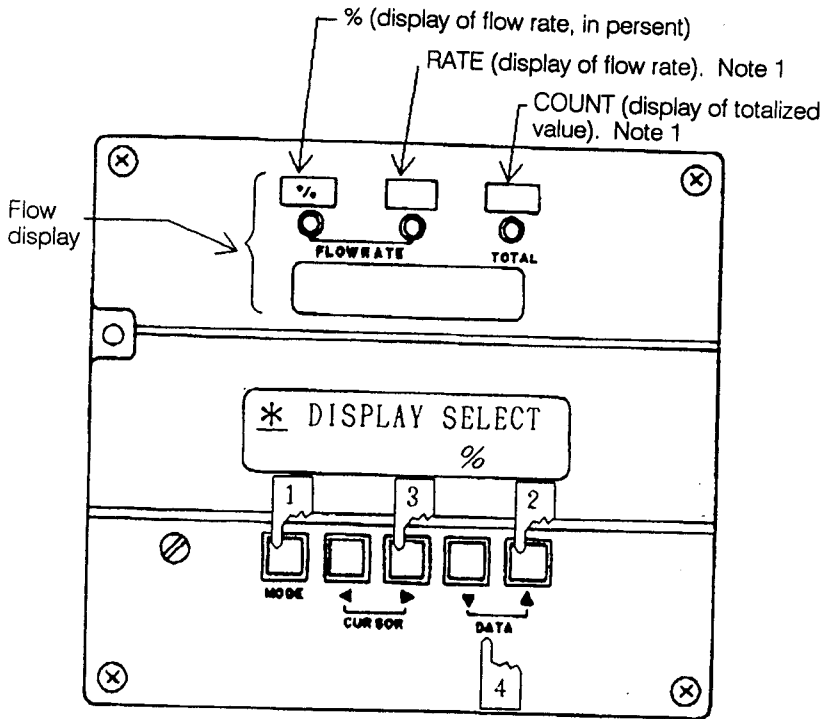 % (display of flow rate, in persent)
RATE (display of flow rate). Note 1
COUNT (display of totalized
value). Note 1
Flow
display
%
FLOWRATE
TOTAL
* DISPLAY SELECT
%
1
3
2
MODE
◄ ►
▼ ▲
CURSOR
DATA
4